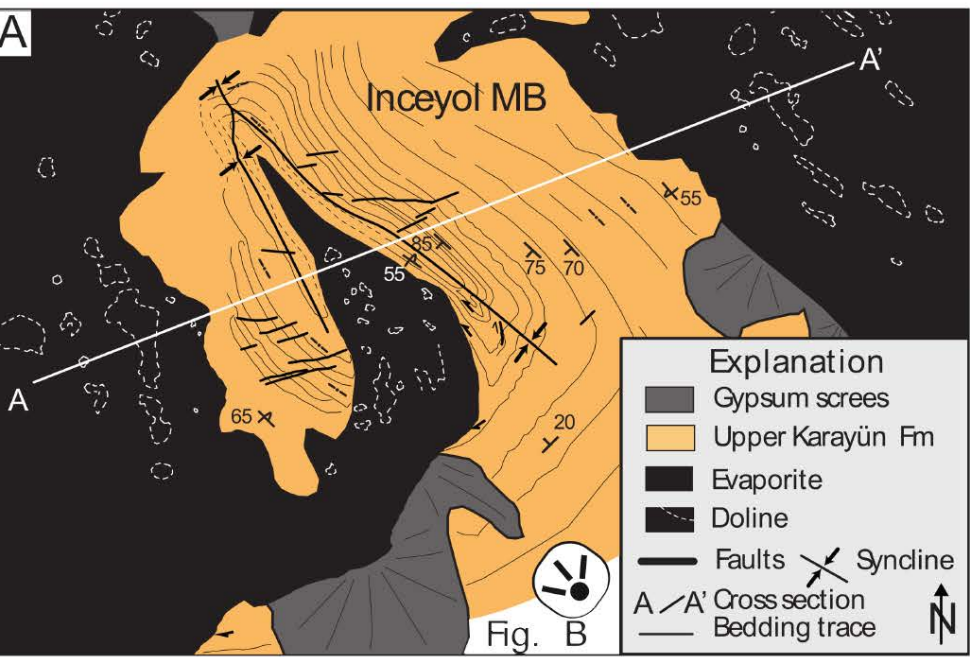 A
Inceyol MB
A'
55
85
55
75
70
A
65
20
Explanation
Gypsum screes
Upper Karayün Fm
Evaporite
Doline
Faults
Syncline
A A' Cross section
Bedding trace
N
Fig. B